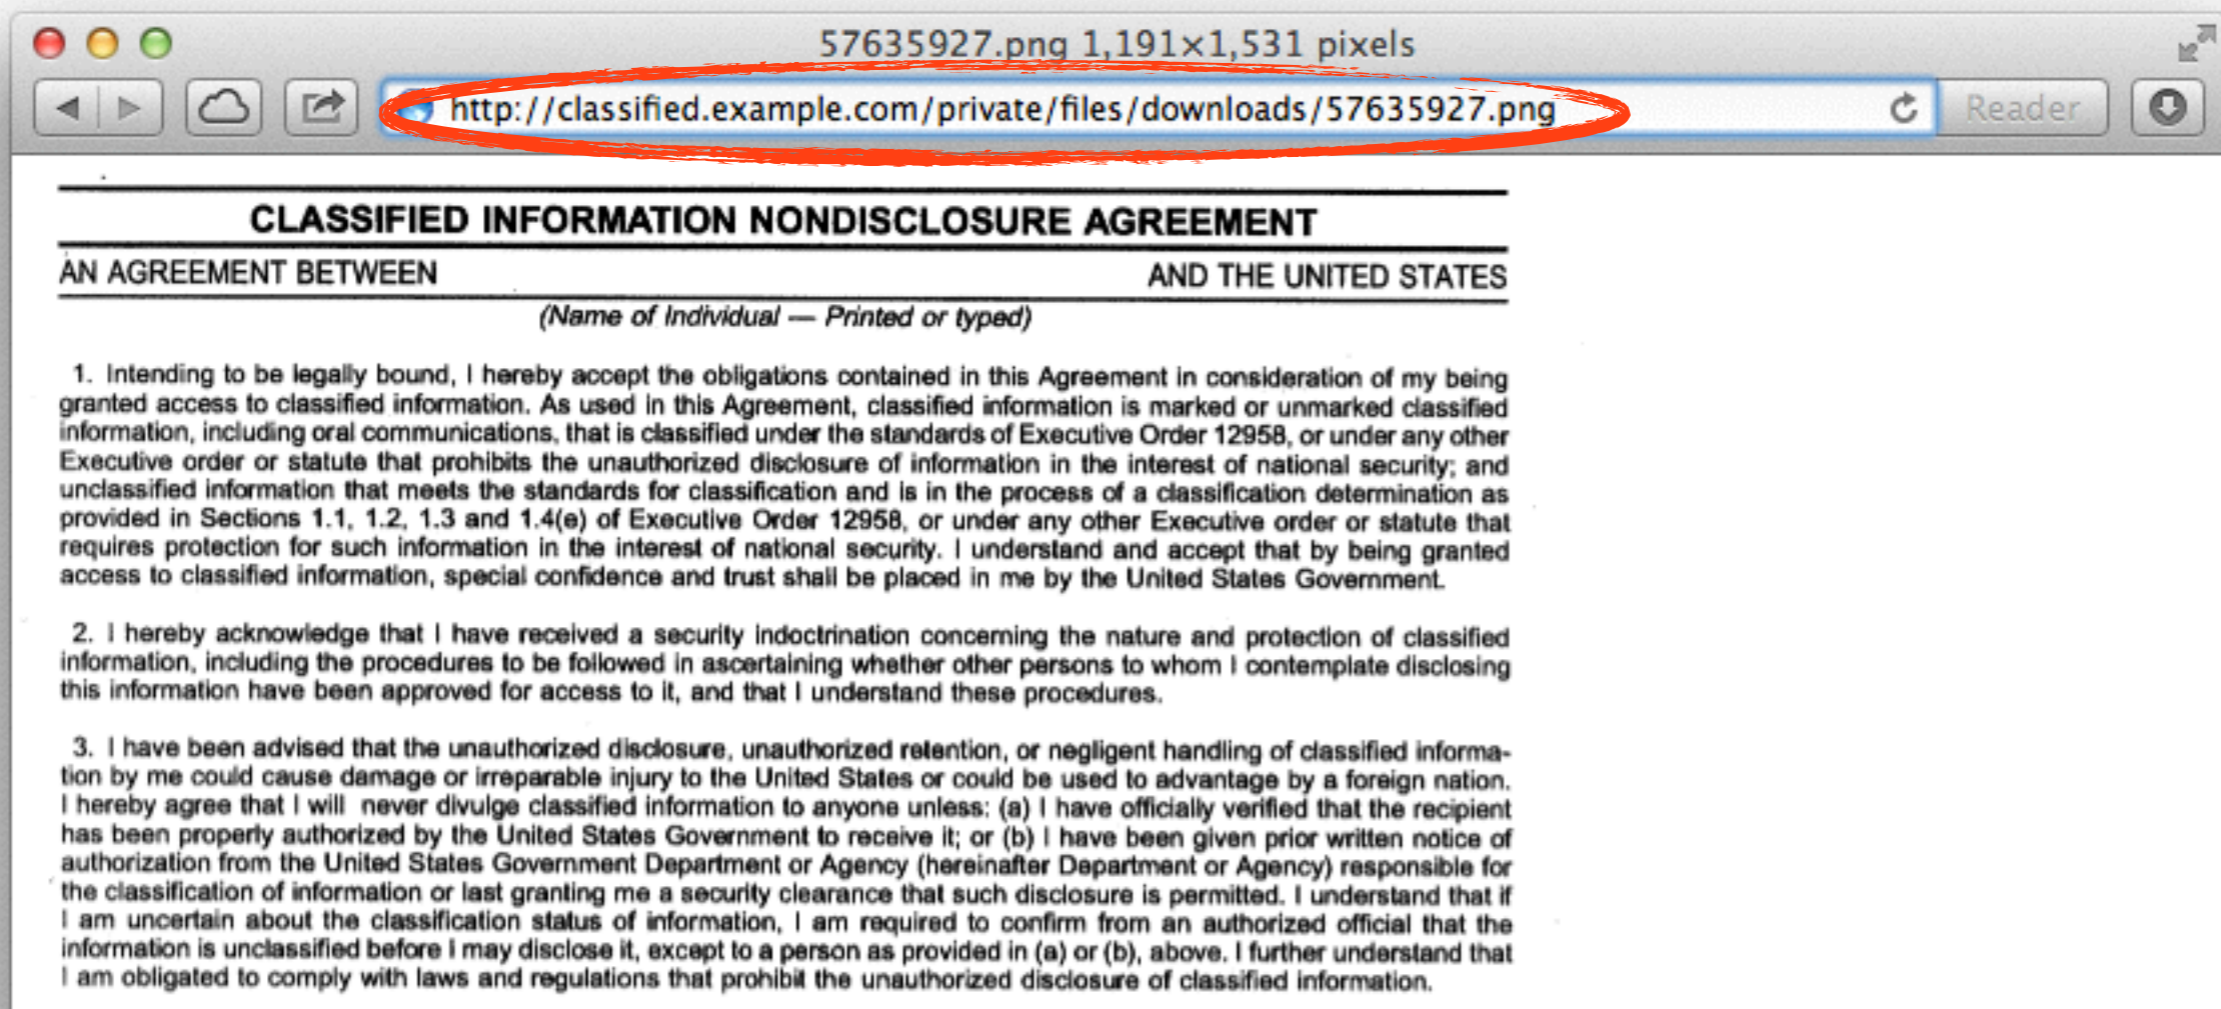 57635927.png 1,191×1,531 pixels
http://classified.example.com/private/files/downloads/57635927.png
Reader
CLASSIFIED INFORMATION NONDISCLOSURE AGREEMENT
AN AGREEMENT BETWEEN AND THE UNITED STATES
(Name of Individual — Printed or typed)
1. Intending to be legally bound, I hereby accept the obligations contained in this Agreement in consideration of my being
granted access to classified information. As used in this Agreement, classified information is marked or unmarked classified
information, including oral communications, that is classified under the standards of Executive Order 12958, or under any other
Executive order or statute that prohibits the unauthorized disclosure of information in the interest of national security; and
unclassified information that meets the standards for classification and is in the process of a classification determination as
provided in Sections 1.1, 1.2, 1.3 and 1.4(e) of Executive Order 12958, or under any other Executive order or statute that
requires protection for such information in the interest of national security. I understand and accept that by being granted
access to classified information, special confidence and trust shall be placed in me by the United States Government.
2. I hereby acknowledge that I have received a security indoctrination concerning the nature and protection of classified
information, including the procedures to be followed in ascertaining whether other persons to whom I contemplate disclosing
this information have been approved for access to it, and that I understand these procedures.
3. I have been advised that the unauthorized disclosure, unauthorized retention, or negligent handling of classified informa-
tion by me could cause damage or irreparable injury to the United States or could be used to advantage by a foreign nation.
I hereby agree that I will never divulge classified information to anyone unless: (a) I have officially verified that the recipient
has been properly authorized by the United States Government to receive it; or (b) I have been given prior written notice of
authorization from the United States Government Department or Agency (hereinafter Department or Agency) responsible for
the classification of information or last granting me a security clearance that such disclosure is permitted. I understand that if
I am uncertain about the classification status of information, I am required to confirm from an authorized official that the
information is unclassified before I may disclose it, except to a person as provided in (a) or (b), above. I further understand that
I am obligated to comply with laws and regulations that prohibit the unauthorized disclosure of classified information.